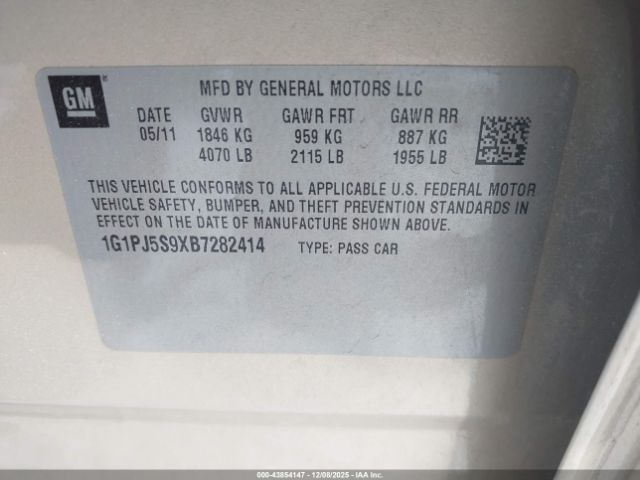 GM
MFD BY GENERAL MOTORS LLC
DATE GVWR GAWR FRT GAWR RR
05/11 1846 KG 959 KG 887 KG
4070 LB 2115 LB 1955 LB
THIS VEHICLE CONFORMS TO ALL APPLICABLE U.S. FEDERAL MOTOR
VEHICLE SAFETY, BUMPER, AND THEFT PREVENTION STANDARDS IN
EFFECT ON THE DATE OF MANUFACTURE SHOWN ABOVE.
1G1PJ5S9XB7282414 TYPE: PASS CAR
000-43854147 - 12/08/2025 - IAA Inc.